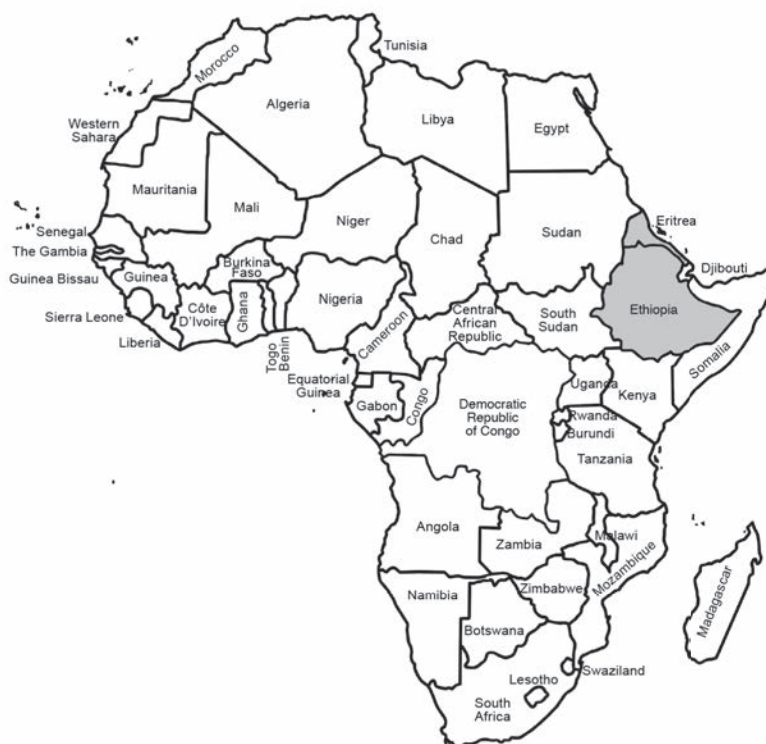 Tunisia
Morocco
Algeria
Libya
Egypt
Western
Sahara
Mauritania
Mali
Niger
Chad
Sudan
Eritrea
Senegal
The Gambia
Guinea Bissau
Guinea
Burkina
Faso
Djibouti
Sierra Leone
Liberia
Côte
D'Ivoire
Ghana
Togo
Benin
Nigeria
Cameroon
Central
African
Republic
South
Sudan
Ethiopia
Somalia
Equatorial
Guinea
Gabon
Congo
Democratic
Republic
of Congo
Uganda
Kenya
Rwanda
Burundi
Tanzania
Angola
Zambia
Malawi
Mozambique
Madagascar
Namibia
Zimbabwe
Botswana
Swaziland
Lesotho
South
Africa